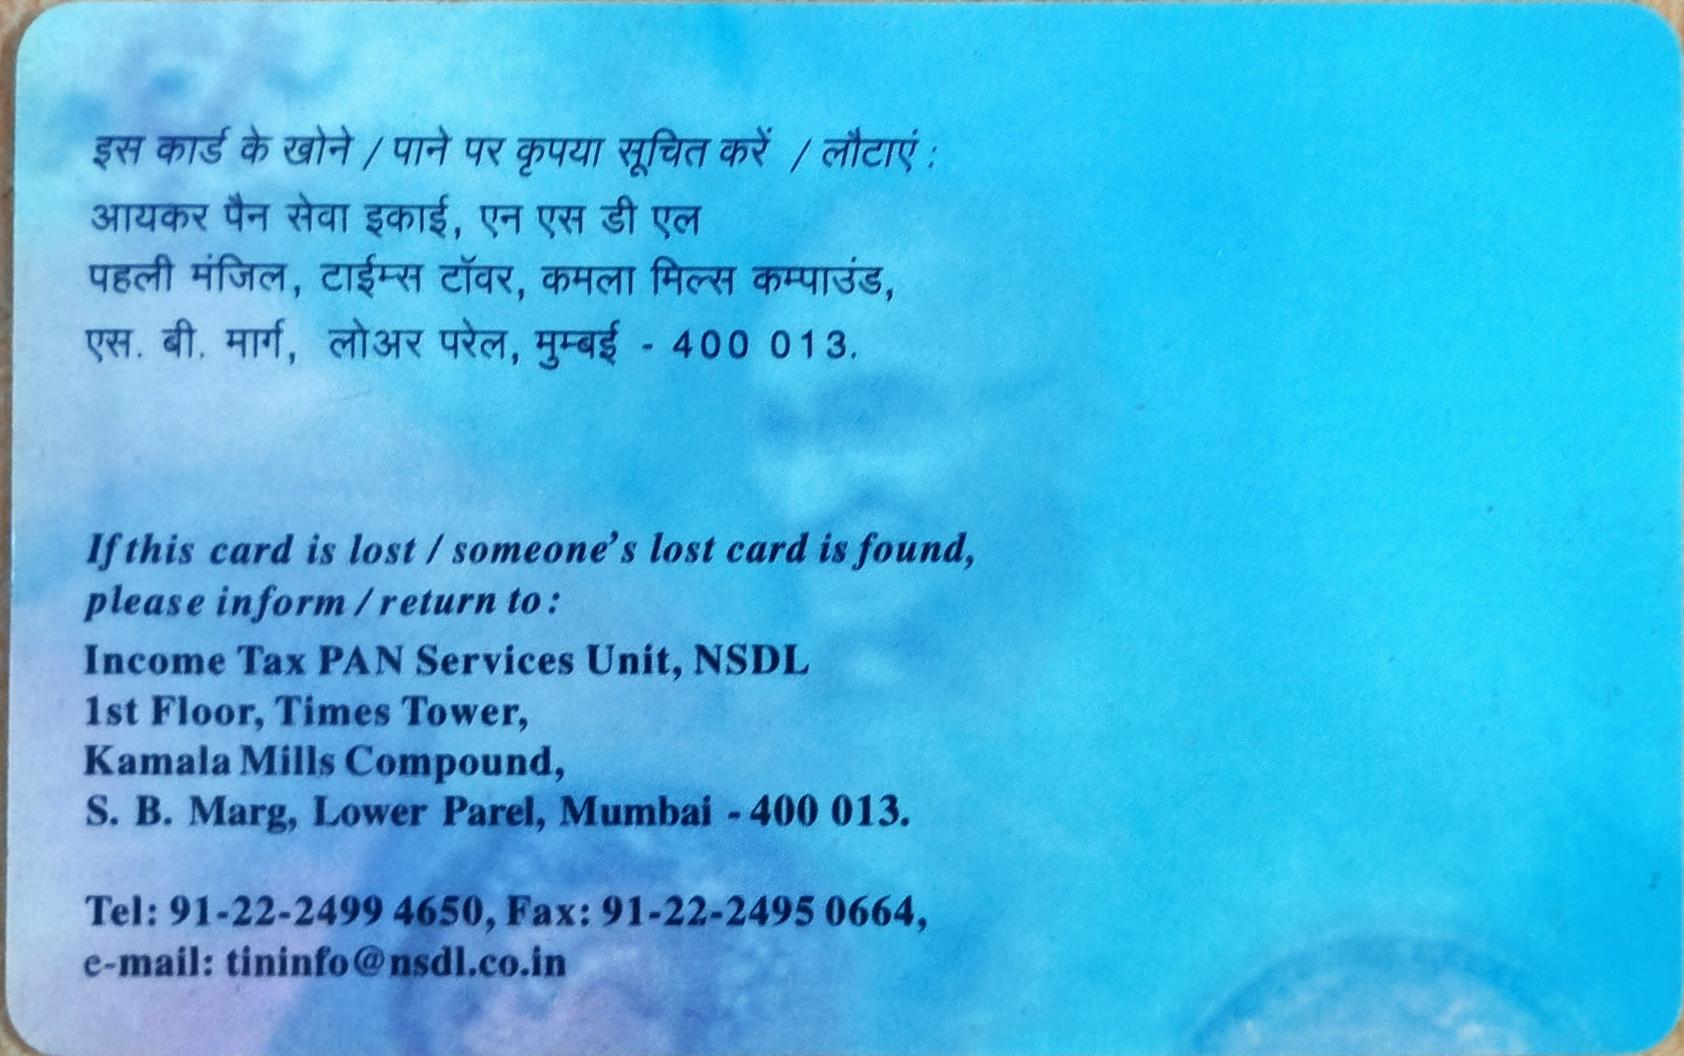 इस कार्ड के खोने / पाने पर कृपया सूचित करें / लौटाएं :
आयकर पैन सेवा इकाई, एन एस डी एल
पहली मंजिल, टाईम्स टॉवर, कमला मिल्स कम्पाउंड,
एस. बी. मार्ग, लोअर परेल, मुम्बई - 400 013.
If this card is lost / someone's lost card is found,
please inform / return to :
Income Tax PAN Services Unit, NSDL
1st Floor, Times Tower,
Kamala Mills Compound,
S. B. Marg, Lower Parel, Mumbai - 400 013.
Tel: 91-22-2499 4650, Fax: 91-22-2495 0664,
e-mail: tininfo@nsdl.co.in